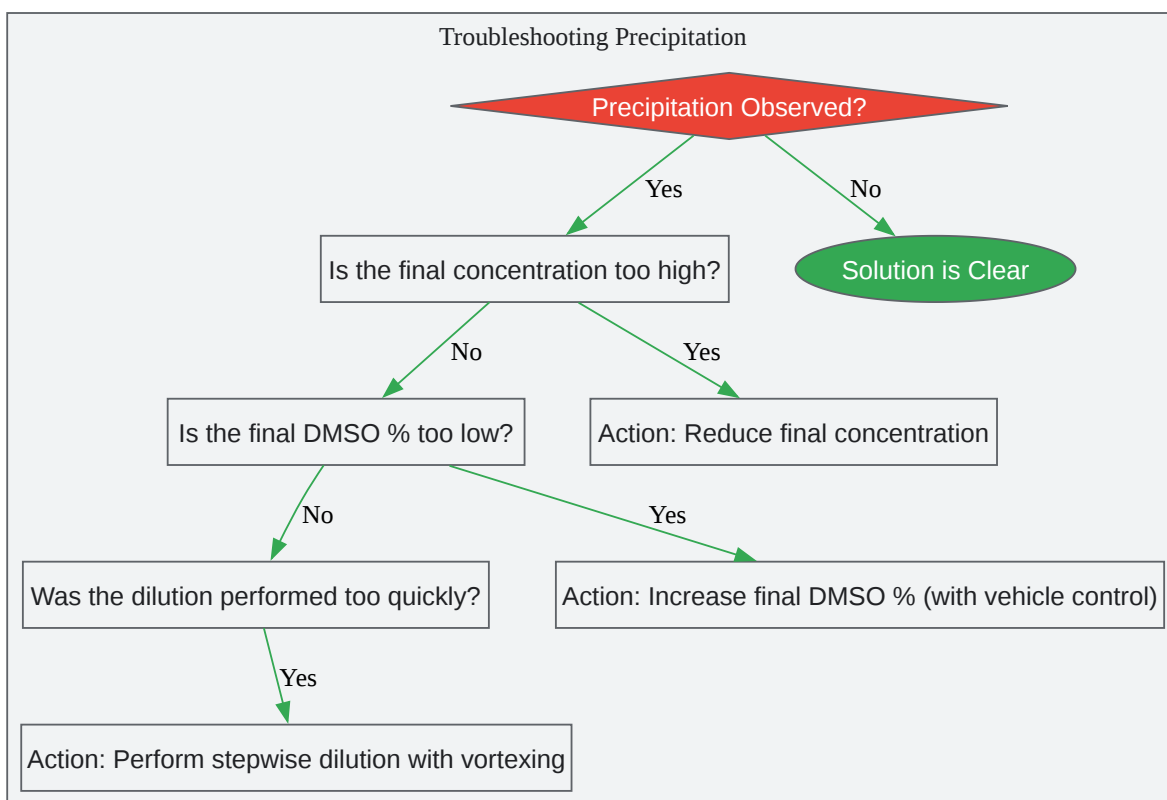 Troubleshooting Precipitation
Precipitation Observed?
Yes
No
Is the final concentration too high?
Solution is Clear
No
Yes
Is the final DMSO % too low?
Action: Reduce final concentration
No
Yes
Was the dilution performed too quickly?
Action: Increase final DMSO % (with vehicle control)
Yes
Action: Perform stepwise dilution with vortexing